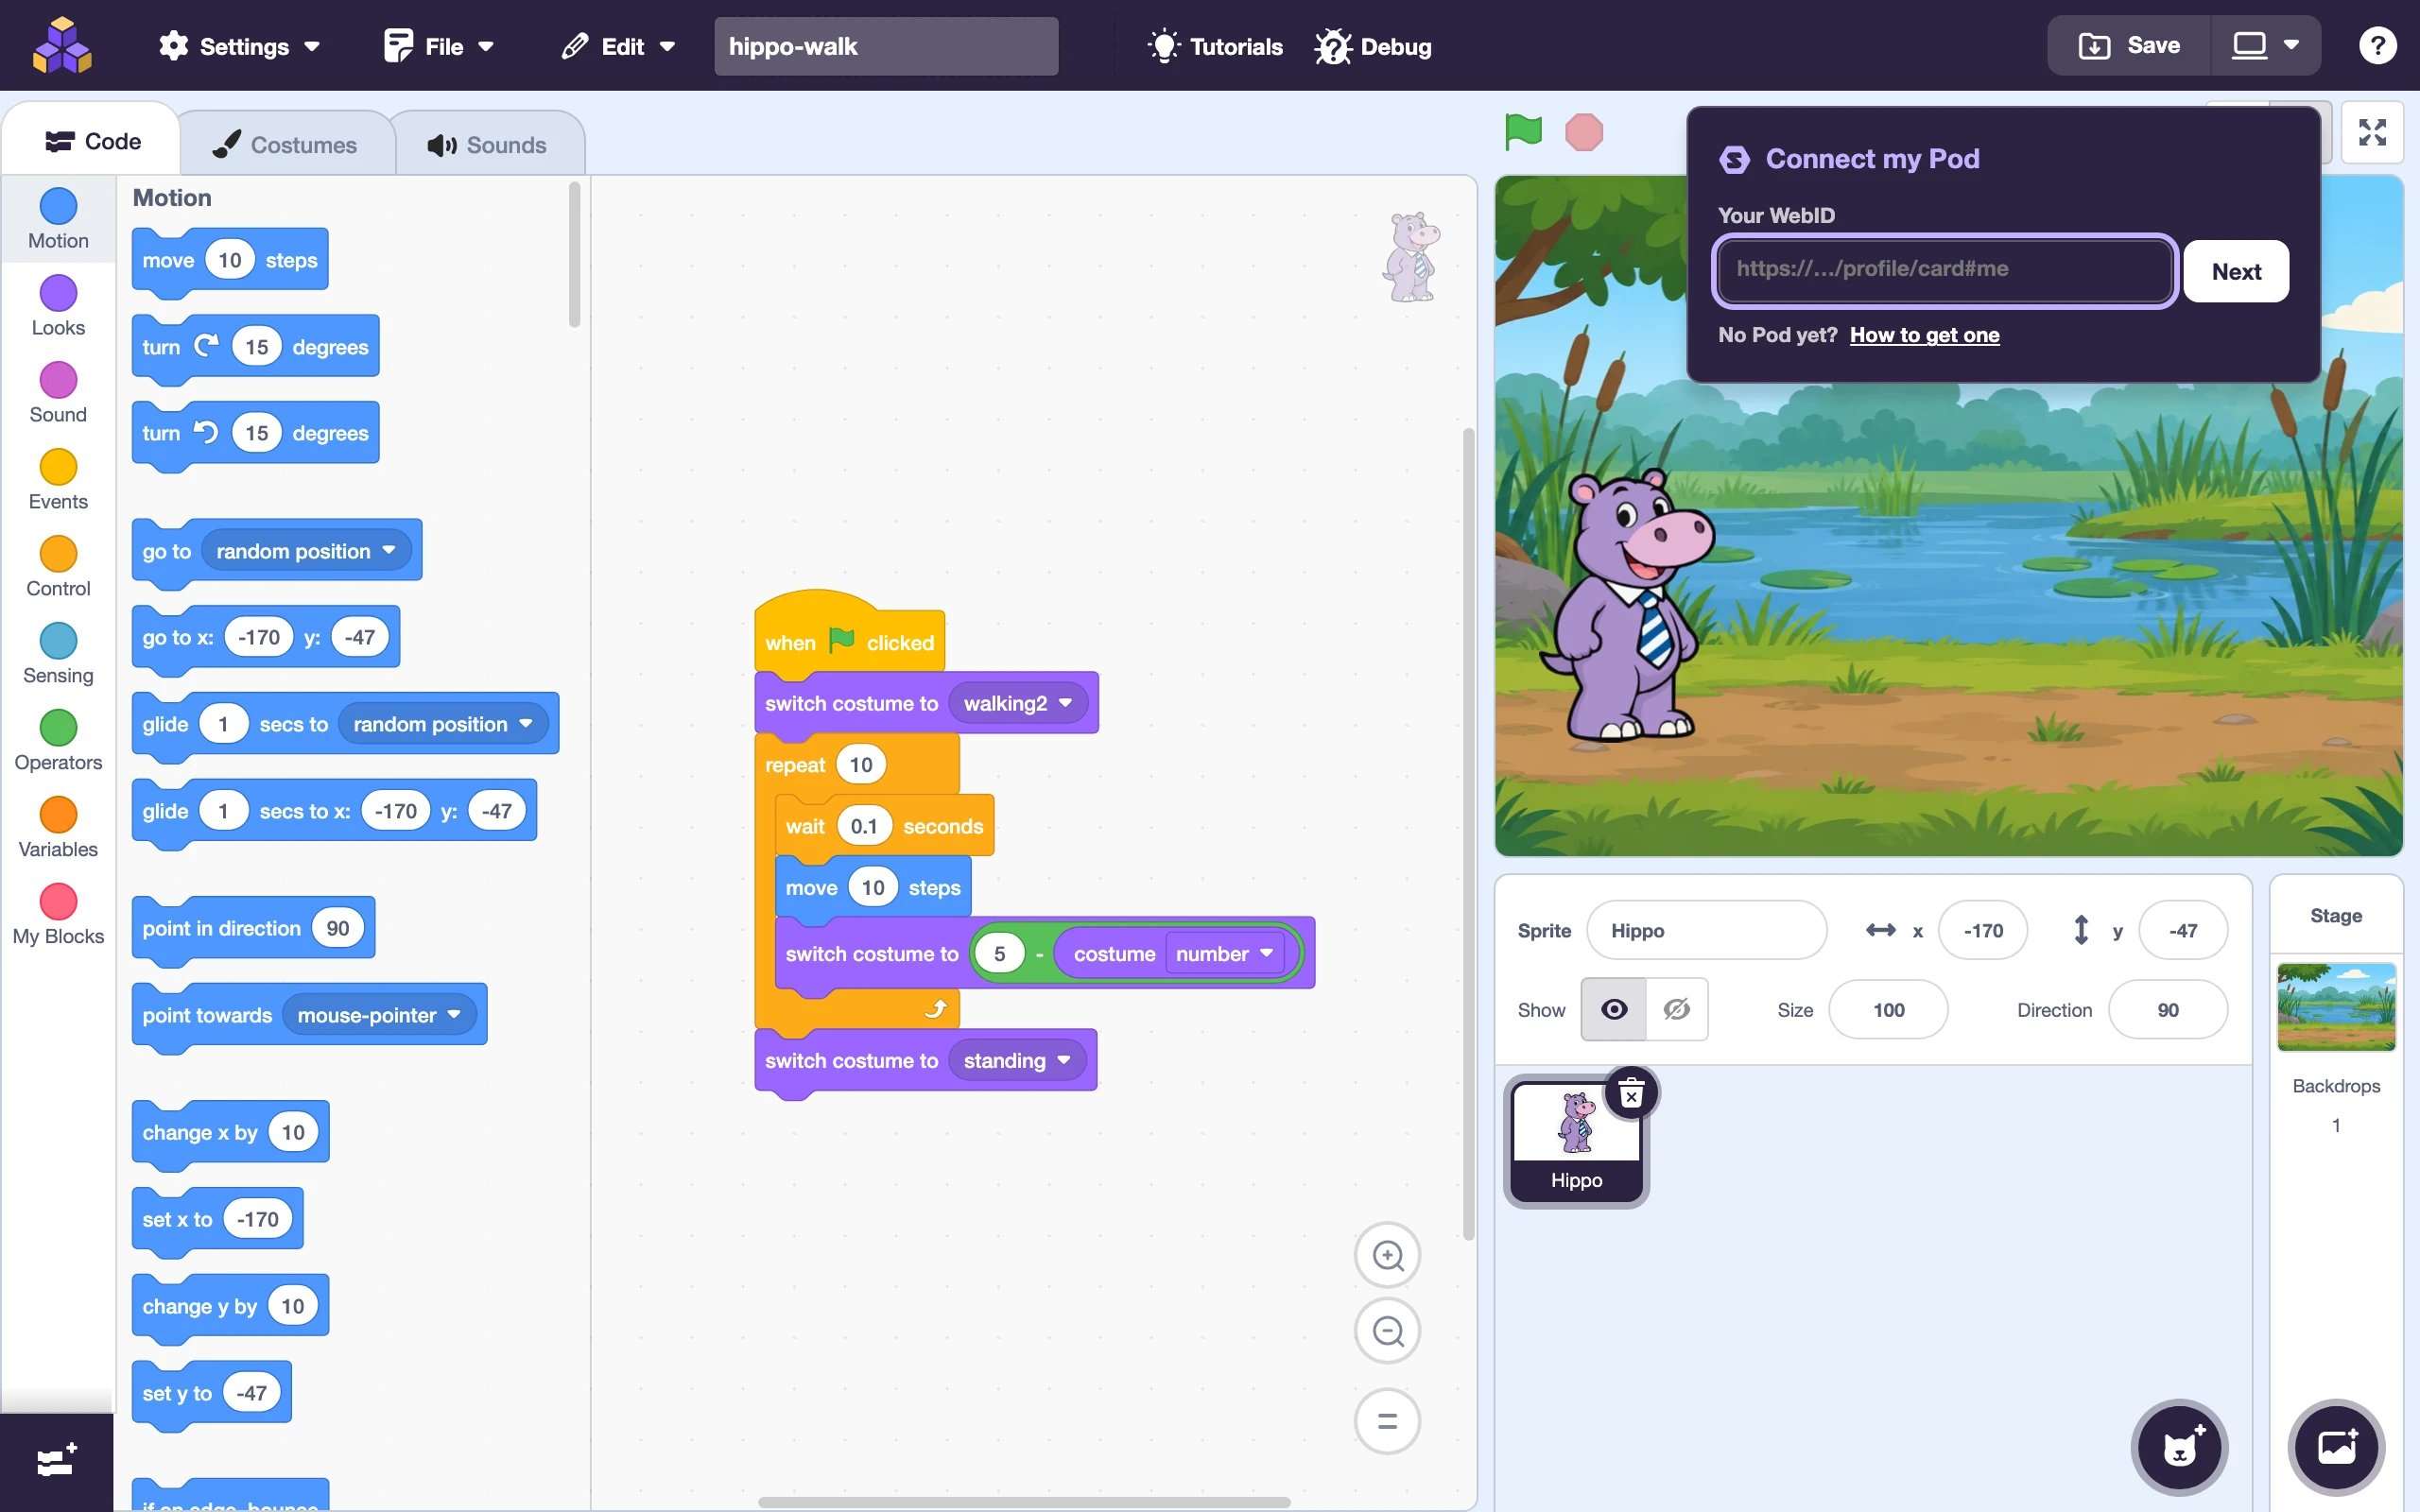 Settings File Edit hippo-walk Tutorials Debug Save ?
Code Costumes Sounds
Motion
Looks
Sound
Events
Control
Sensing
Operators
Variables
My Blocks
Motion
move 10 steps
turn 15 degrees
turn 15 degrees
go to random position
go to x: -170 y: -47
glide 1 secs to random position
glide 1 secs to x: -170 y: -47
point in direction 90
point towards mouse-pointer
change x by 10
set x to -170
change y by 10
set y to -47
if on edge, bounce
when clicked
switch costume to walking2
repeat 10
wait 0.1 seconds
move 10 steps
switch costume to 5 - costume number
switch costume to standing
Connect my Pod
Your WebID
https://.../profile/card#me Next
No Pod yet? How to get one
Sprite Hippo x -170 y -47
Show Size 100 Direction 90
Hippo
Stage
Backdrops
1